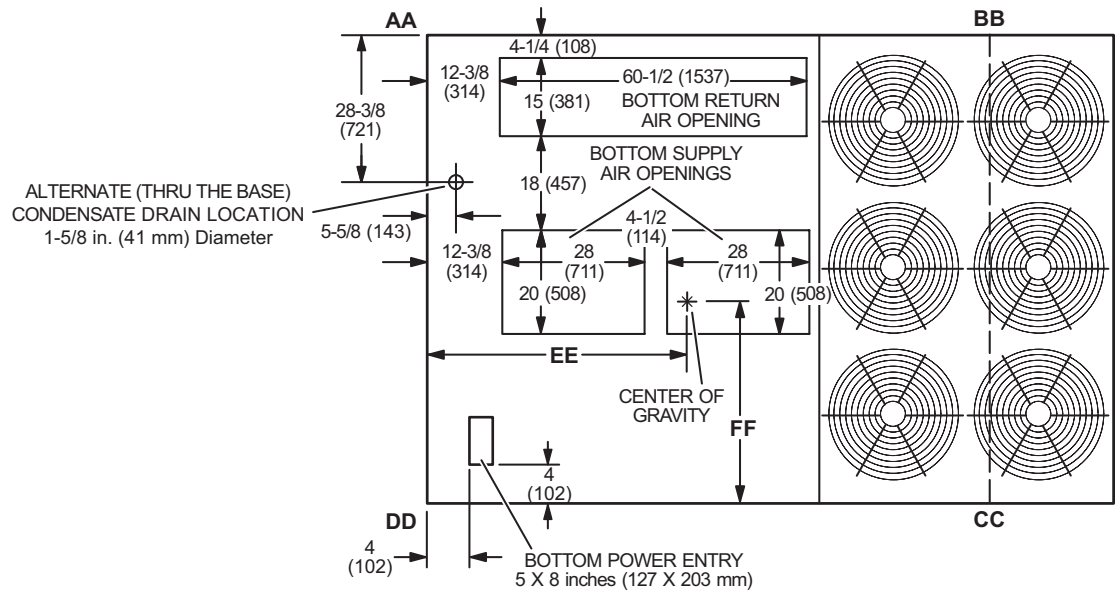 AA
BB
4-1/4 (108)
12-3/8
(314)
60-1/2 (1537)
15 (381)
BOTTOM RETURN
AIR OPENING
28-3/8
(721)
BOTTOM SUPPLY
AIR OPENINGS
18 (457)
ALTERNATE (THRU THE BASE)
CONDENSATE DRAIN LOCATION
1-5/8 in. (41 mm) Diameter
5-5/8 (143)
4-1/2
(114)
12-3/8
(314)
28
(711)
28
(711)
20 (508)
20 (508)
EE
CENTER OF
GRAVITY
FF
4
(102)
DD
CC
4
(102)
BOTTOM POWER ENTRY
5 X 8 inches (127 X 203 mm)